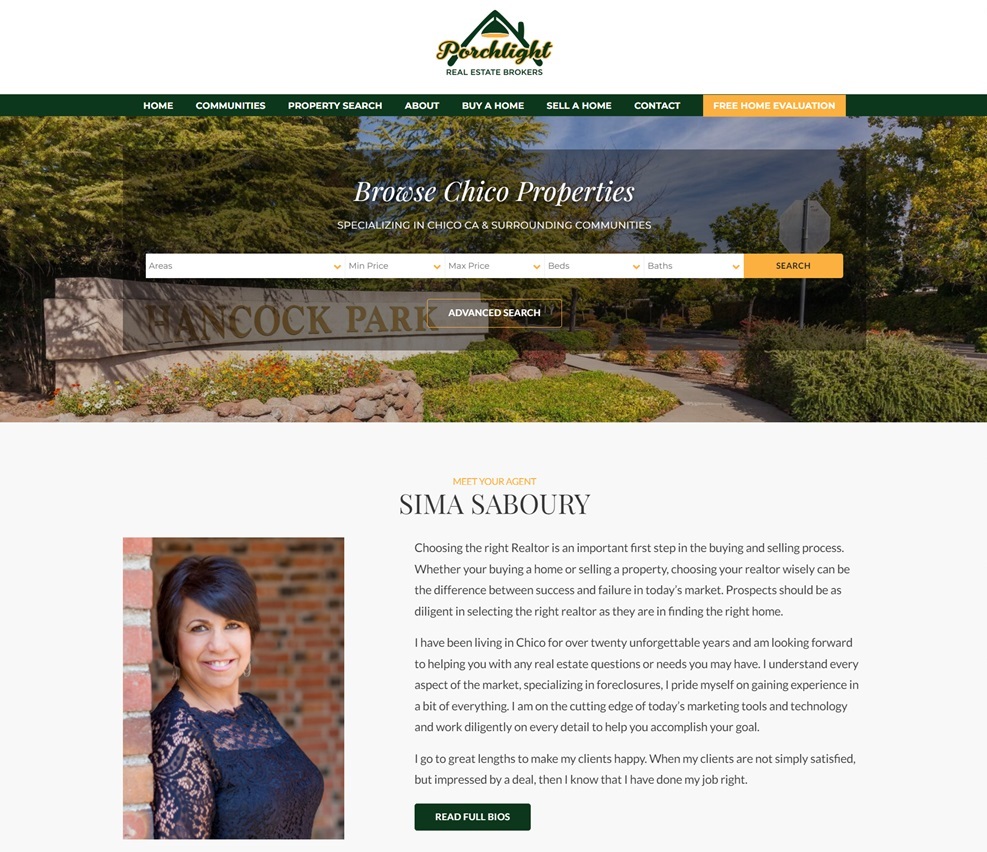 Porchlight
REAL ESTATE BROKERS
HOME COMMUNITIES PROPERTY SEARCH ABOUT BUY A HOME SELL A HOME CONTACT FREE HOME EVALUATION
Browse Chico Properties
SPECIALIZING IN CHICO CA & SURROUNDING COMMUNITIES
Areas Min Price Max Price Beds Baths SEARCH
HANCOCK PARK
ADVANCED SEARCH
MEET YOUR AGENT
SIMA SABOURY
Choosing the right Realtor is an important first step in the buying and selling process.
Whether your buying a home or selling a property, choosing your realtor wisely can be
the difference between success and failure in today's market. Prospects should be as
diligent in selecting the right realtor as they are in finding the right home.
I have been living in Chico for over twenty unforgettable years and am looking forward
to helping you with any real estate questions or needs you may have. I understand every
aspect of the market, specializing in foreclosures, I pride myself on gaining experience in
a bit of everything. I am on the cutting edge of today's marketing tools and technology
and work diligently on every detail to help you accomplish your goal.
I go to great lengths to make my clients happy. When my clients are not simply satisfied,
but impressed by a deal, then I know that I have done my job right.
READ FULL BIOS